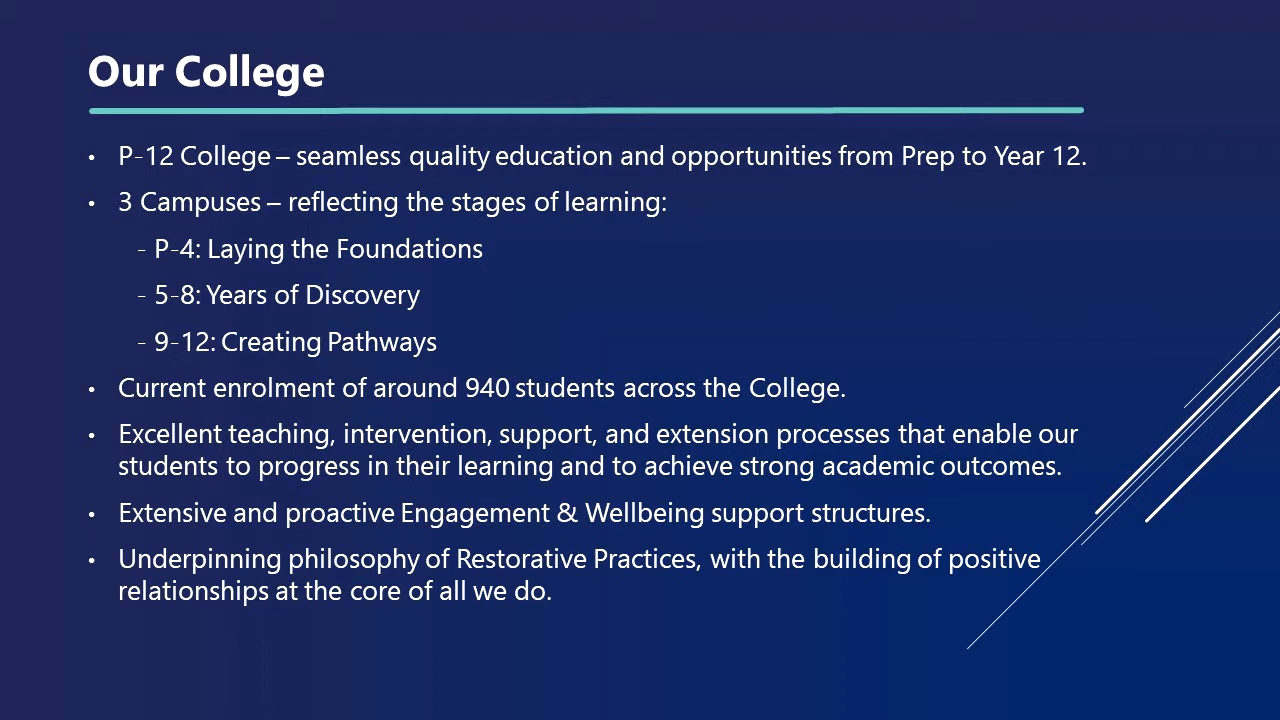 Our College
• P-12 College – seamless quality education and opportunities from Prep to Year 12.
• 3 Campuses – reflecting the stages of learning:
- P-4: Laying the Foundations
- 5-8: Years of Discovery
- 9-12: Creating Pathways
• Current enrolment of around 940 students across the College.
• Excellent teaching, intervention, support, and extension processes that enable our
students to progress in their learning and to achieve strong academic outcomes.
• Extensive and proactive Engagement & Wellbeing support structures.
• Underpinning philosophy of Restorative Practices, with the building of positive
relationships at the core of all we do.